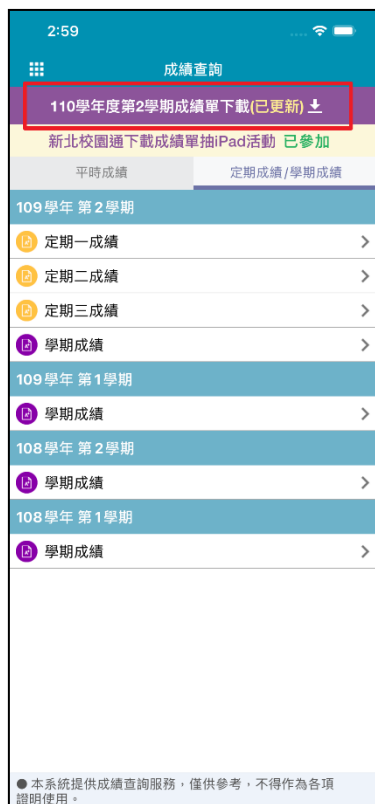 2:59
成績查詢
110學年度第2學期成績單下載(已更新)
新北校園通下載成績單抽iPad活動 已參加
平時成績 定期成績/學期成績
109學年 第2學期
定期一成績
定期二成績
定期三成績
學期成績
109學年 第1學期
學期成績
108學年 第2學期
學期成績
108學年 第1學期
學期成績
● 本系統提供成績查詢服務，僅供參考，不得作為各項
證明使用。